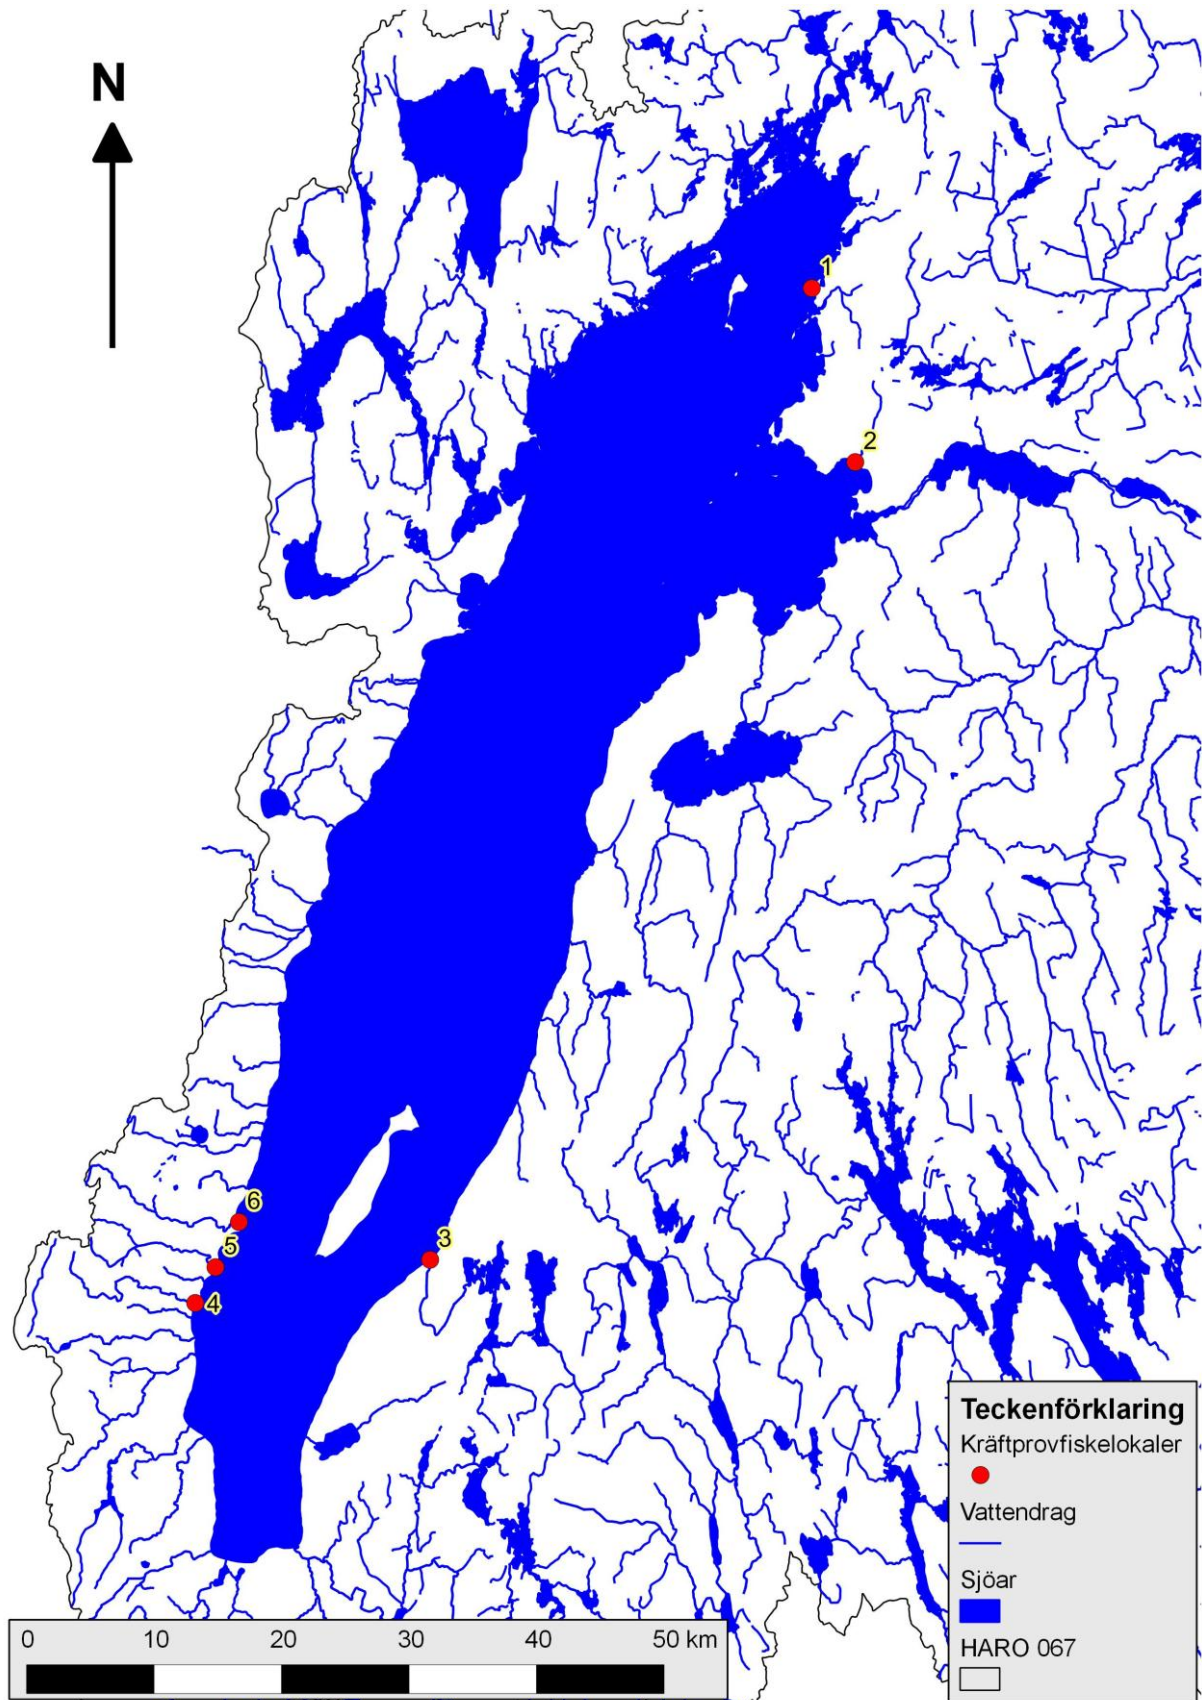 N
1
2
6
5
3
4
Teckenförklaring
Kräftprovfiskelokaler
Vattendrag
Sjöar
HARO 067
0 10 20 30 40 50 km